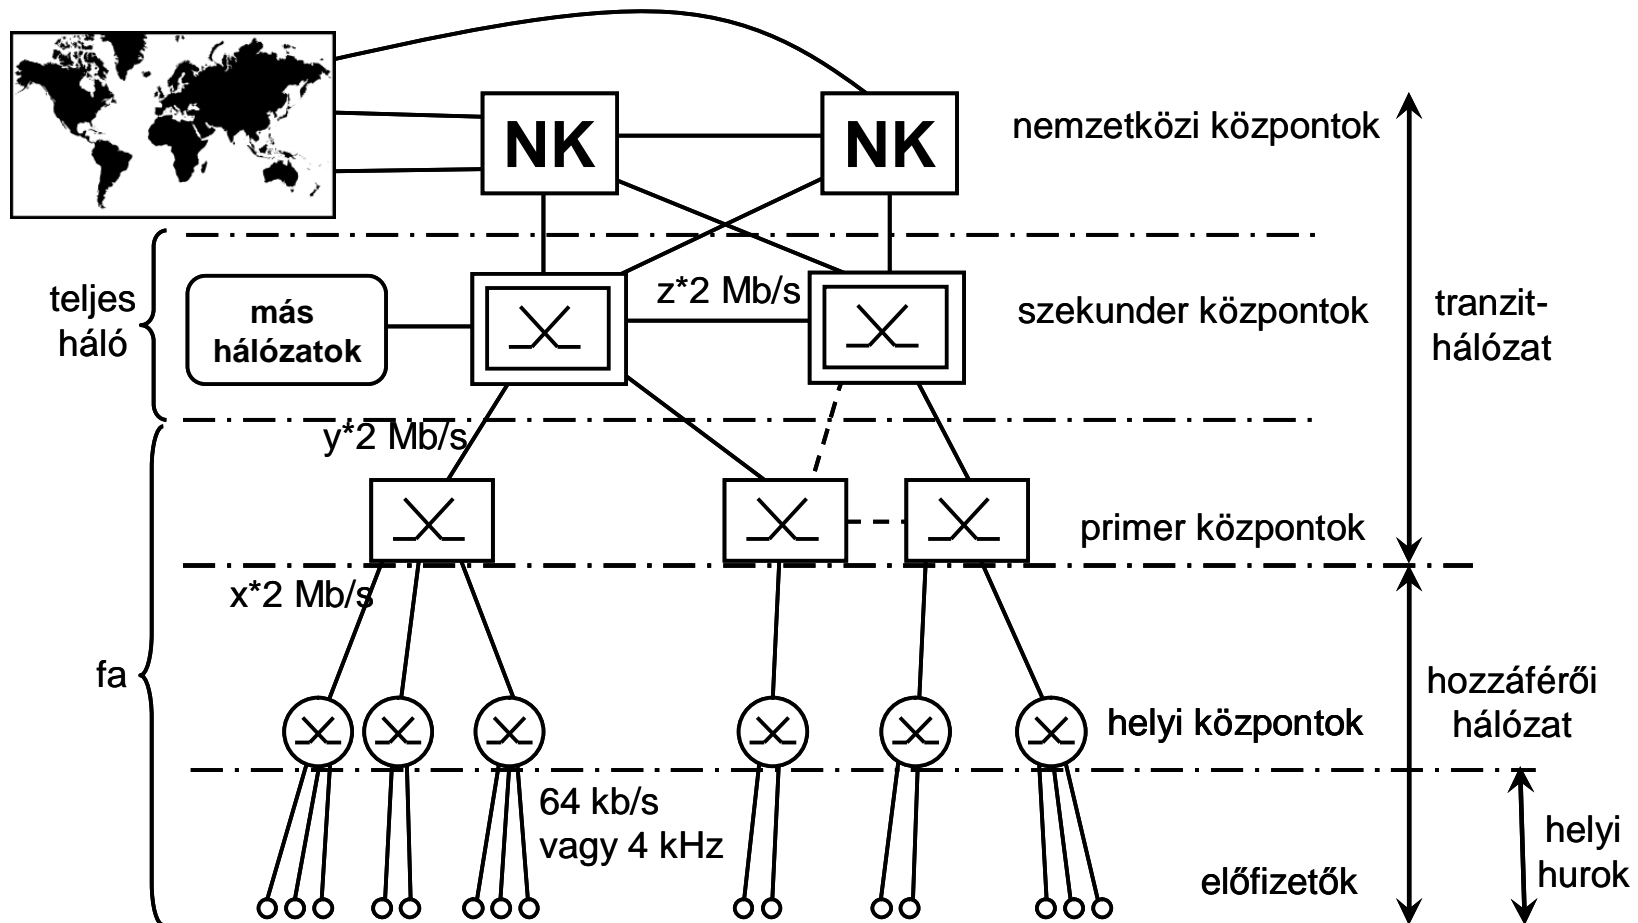 NK
NK
nemzetközi központok
teljes
háló
más
hálózatok
z*2 Mb/s
szekunder központok
tranzit-
hálózat
y*2 Mb/s
primer központok
x*2 Mb/s
fa
helyi központok
hozzáférői
hálózat
64 kb/s
vagy 4 kHz
előfizetők
helyi
hurok